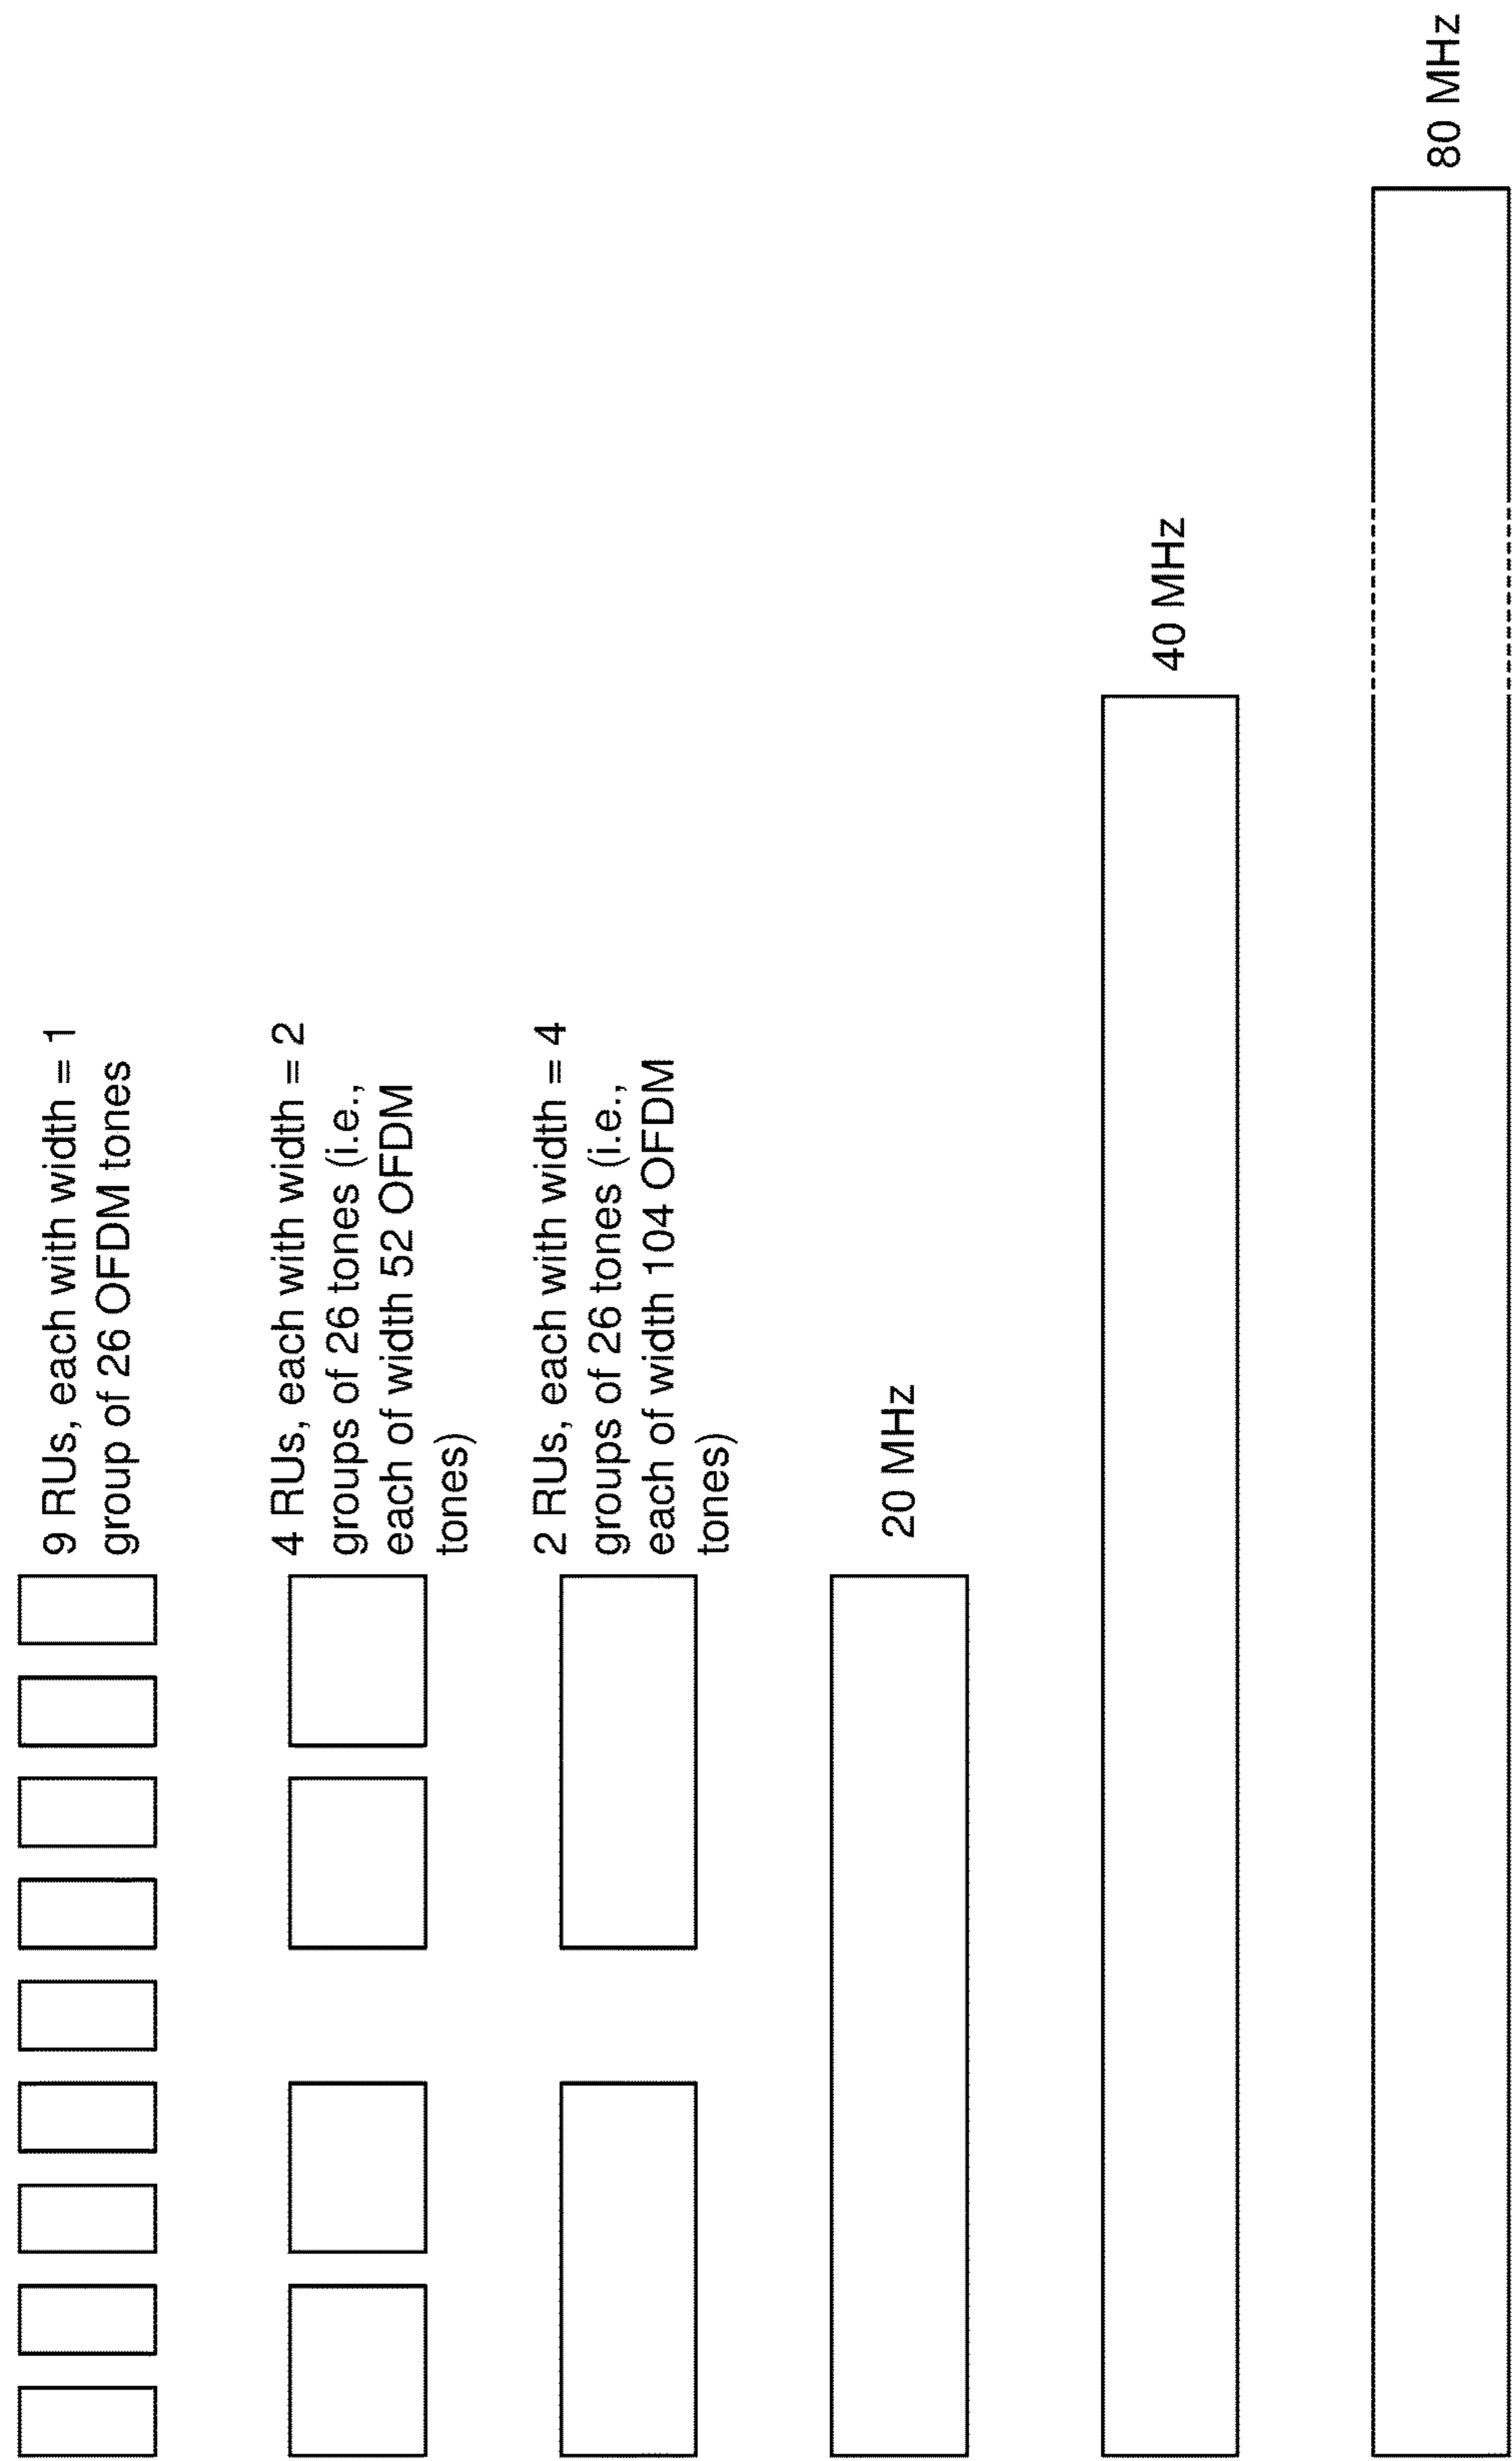 9 RUs, each with width = 1
group of 26 OFDM tones
4 RUs, each with width = 2
groups of 26 tones (i.e.,
each of width 52 OFDM
tones)
2 RUs, each with width = 4
groups of 26 tones (i.e.,
each of width 104 OFDM
tones)
20 MHz
40 MHz
80 MHz